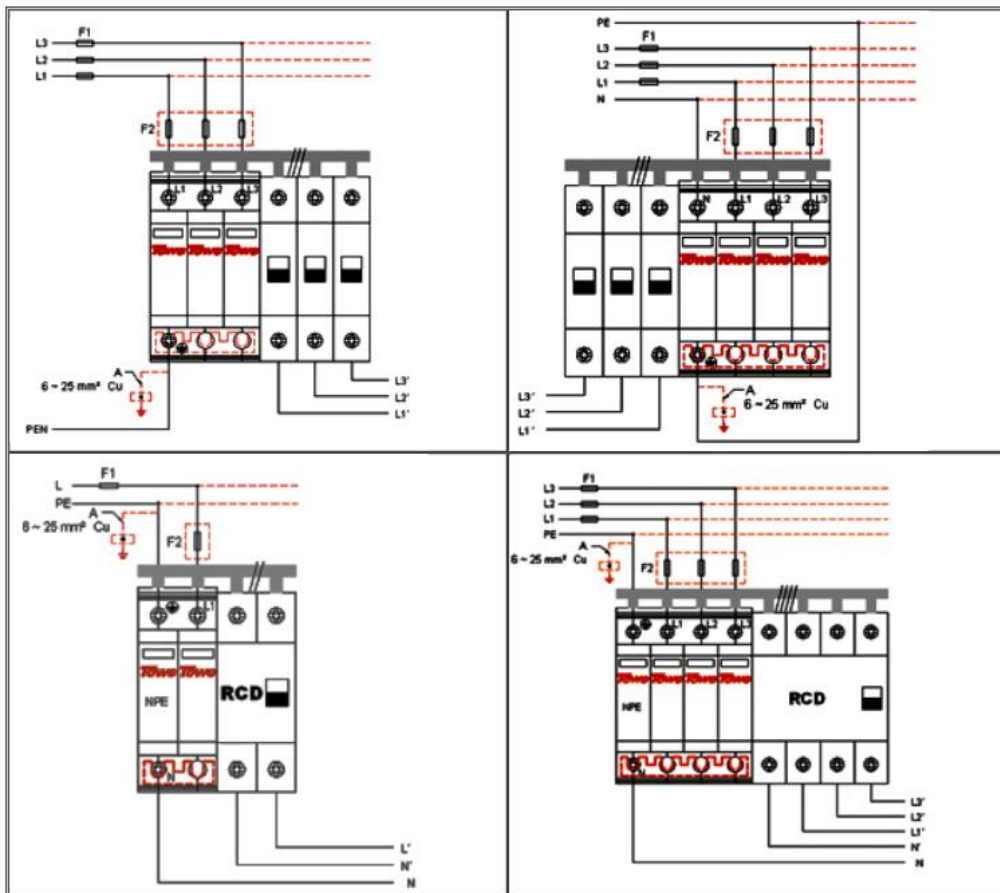 F1
L3
L2
L1
F2
L1 L2 L3
A
6 ~ 25 mm² Cu
L3'
L2'
L1'
PEN
PE
F1
L3
L2
L1
N
F2
N L1 L2 L3
L3'
L2'
L1'
A
6 ~ 25 mm² Cu
F1
L
PE
A
6 ~ 25 mm² Cu
F2
L1
NPE
RCD
N
L'
N'
N
F1
L3
L2
L1
PE
A
6 ~ 25 mm² Cu
F2
L1 L2 L3
NPE
RCD
N
L3'
L2'
L1'
N'
N